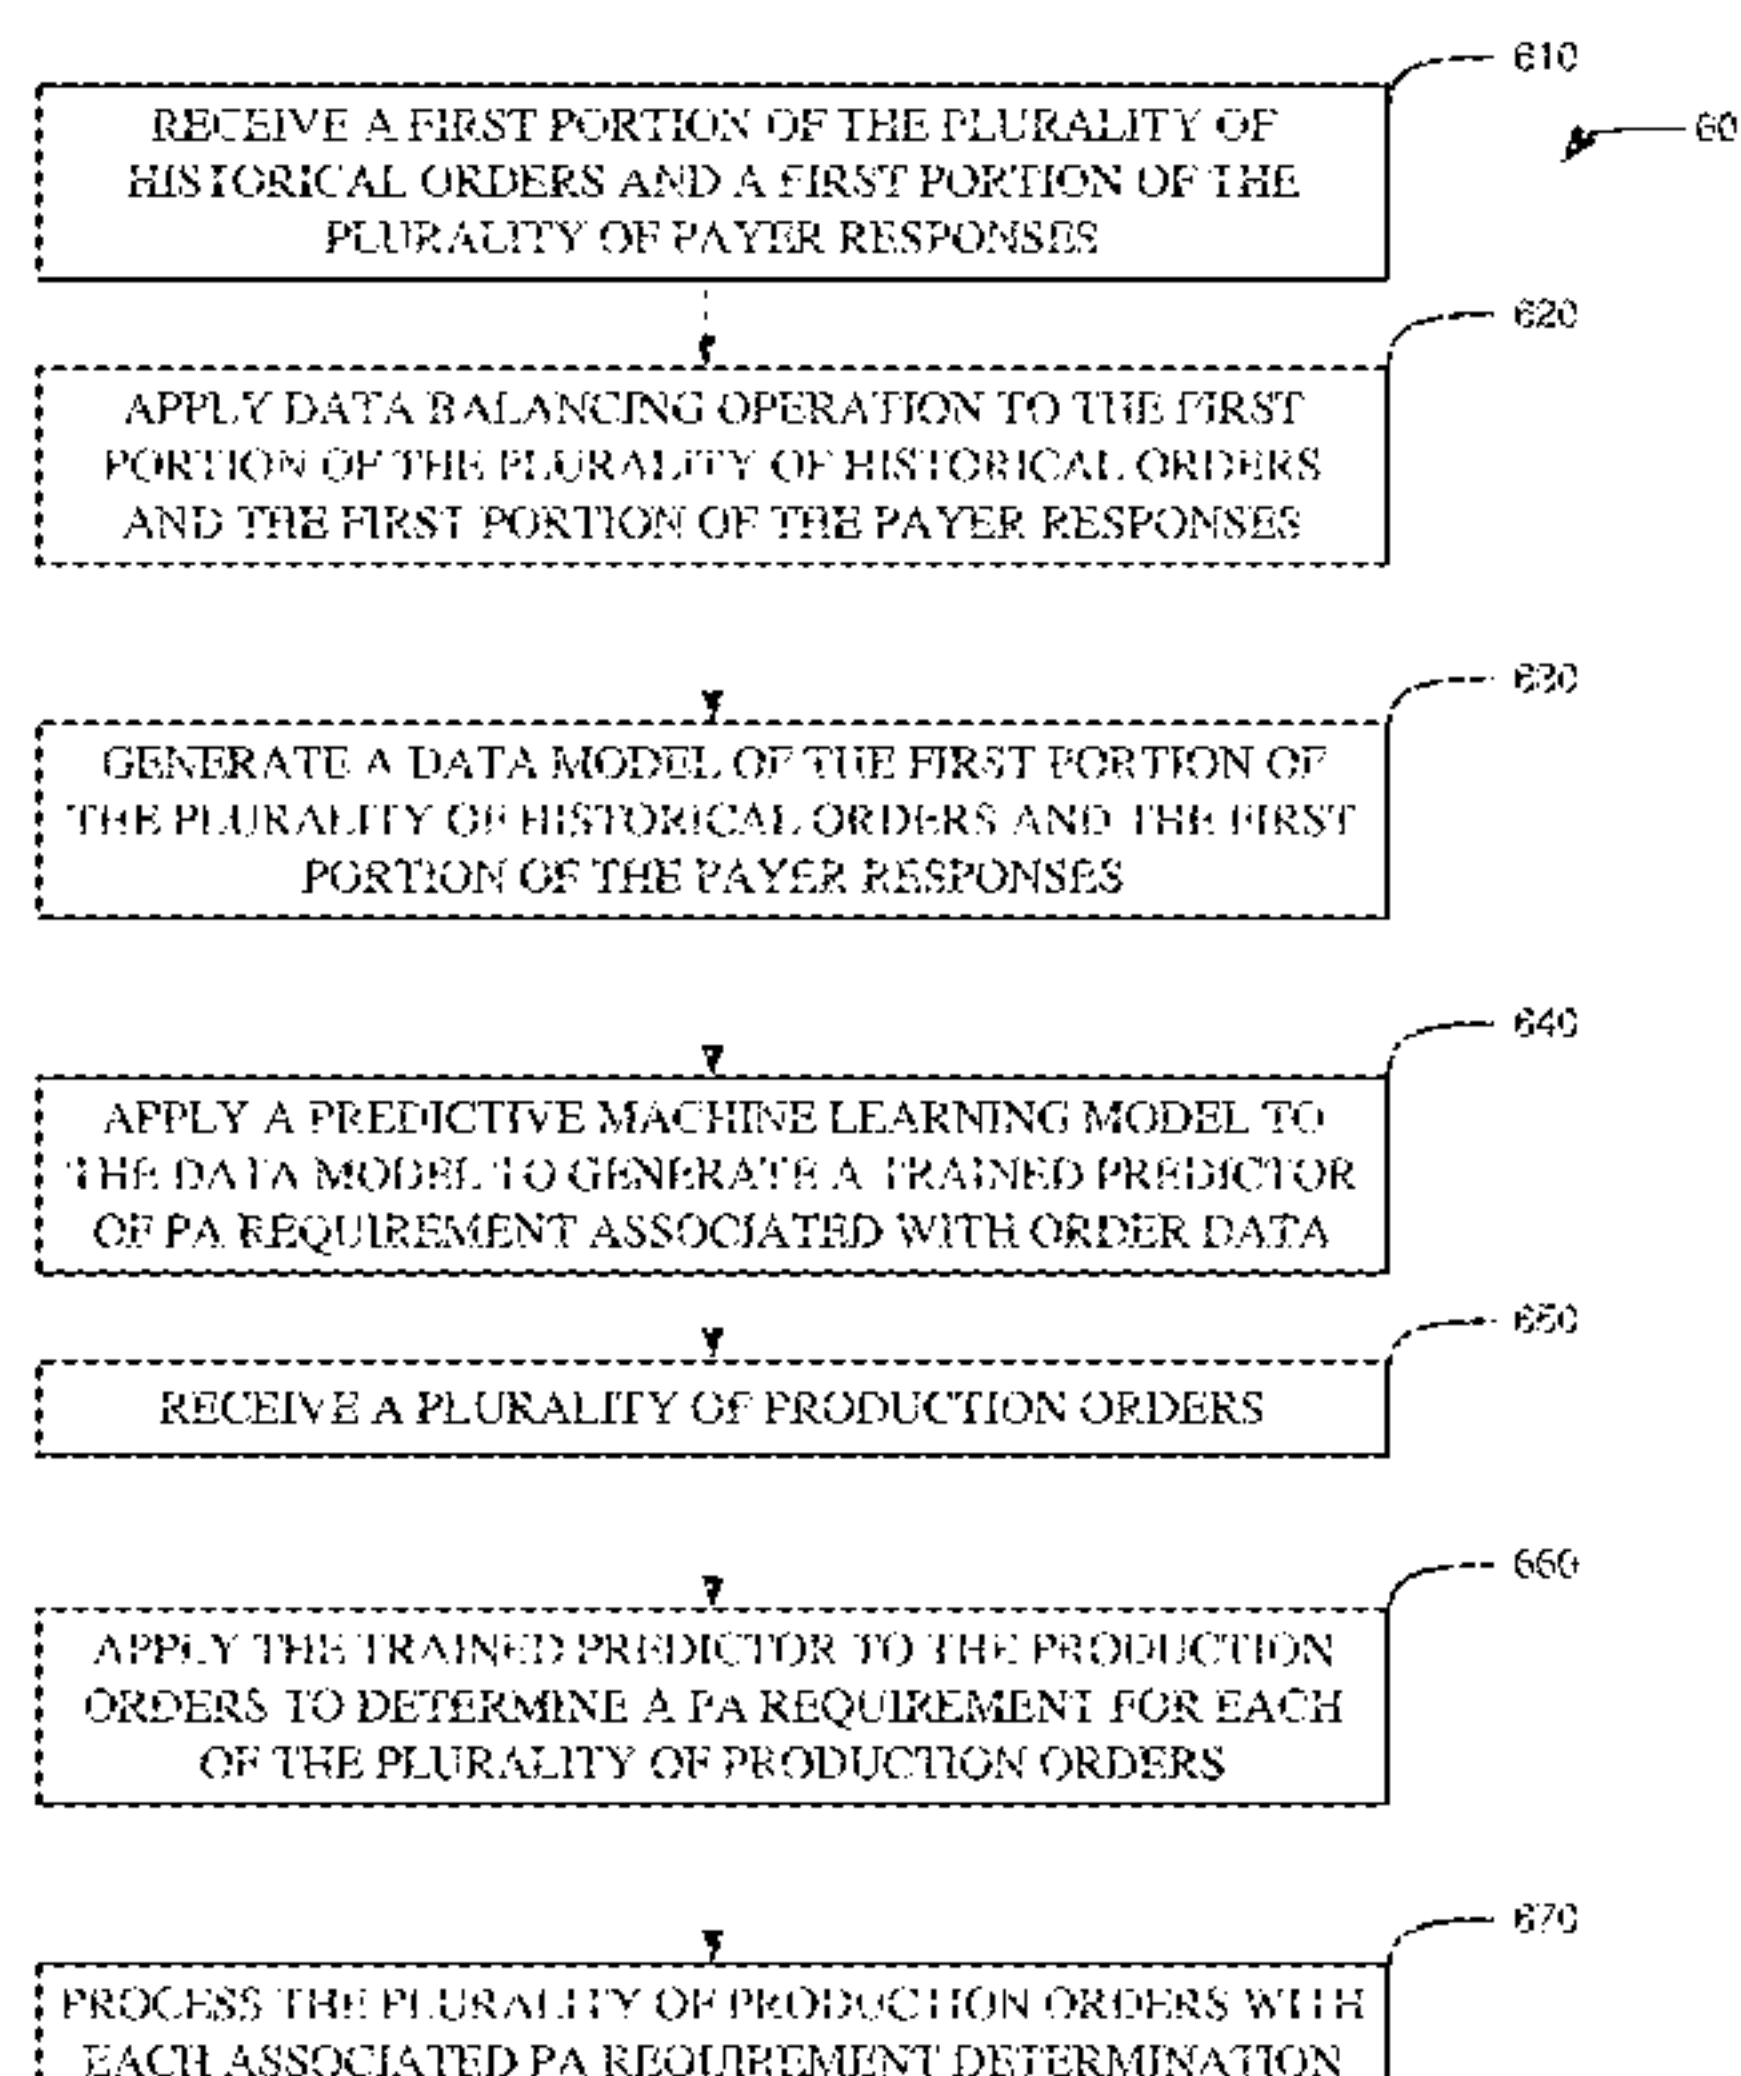 610
60
RECEIVE A FIRST PORTION OF THE PLURALITY OF
HISTORICAL ORDERS AND A FIRST PORTION OF THE
PLURALITY OF PAYER RESPONSES
620
APPLY DATA BALANCING OPERATION TO THE FIRST
PORTION OF THE PLURALITY OF HISTORICAL ORDERS
AND THE FIRST PORTION OF THE PAYER RESPONSES
630
GENERATE A DATA MODEL OF THE FIRST PORTION OF
THE PLURALITY OF HISTORICAL ORDERS AND THE FIRST
PORTION OF THE PAYER RESPONSES
640
APPLY A PREDICTIVE MACHINE LEARNING MODEL TO
THE DATA MODEL TO GENERATE A TRAINED PREDICTOR
OF PA REQUIREMENT ASSOCIATED WITH ORDER DATA
650
RECEIVE A PLURALITY OF PRODUCTION ORDERS
660
APPLY THE TRAINED PREDICTOR TO THE PRODUCTION
ORDERS TO DETERMINE A PA REQUIREMENT FOR EACH
OF THE PLURALITY OF PRODUCTION ORDERS
670
PROCESS THE PLURALITY OF PRODUCTION ORDERS WITH
EACH ASSOCIATED PA REQUIREMENT DETERMINATION